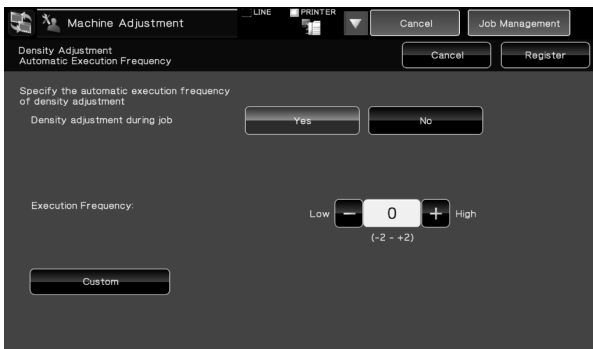 Machine Adjustment
LINE
PRINTER
Cancel
Job Management
Density Adjustment
Automatic Execution Frequency
Cancel
Register
Specify the automatic execution frequency
of density adjustment
Density adjustment during job
Yes
No
Execution Frequency:
Low
−
0
+
High
(-2 - +2)
Custom